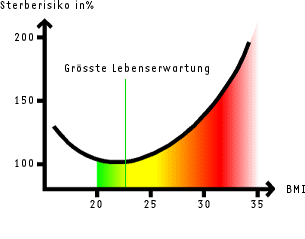 Sterberisiko in%
200
Grösste Lebenserwartung
150
100
BMI
20 25 30 35